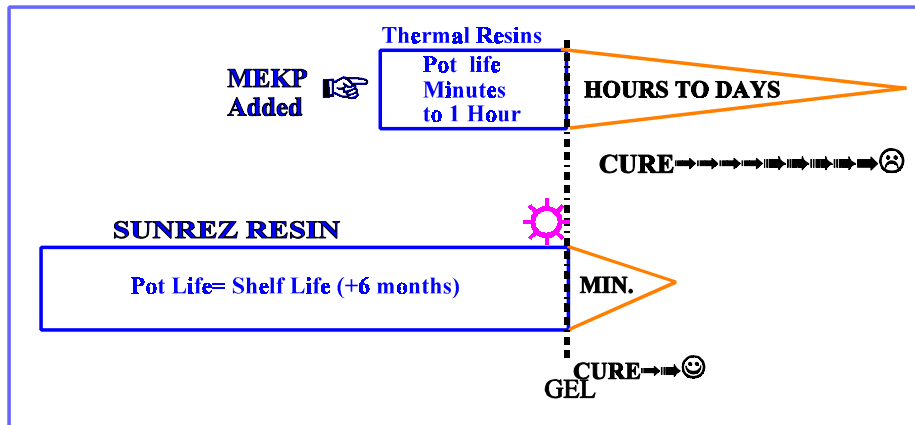 Thermal Resins
MEKP
Added
Pot life
Minutes
to 1 Hour
HOURS TO DAYS
CURE
SUNREZ RESIN
Pot Life= Shelf Life (+6 months)
MIN.
CURE
GEL